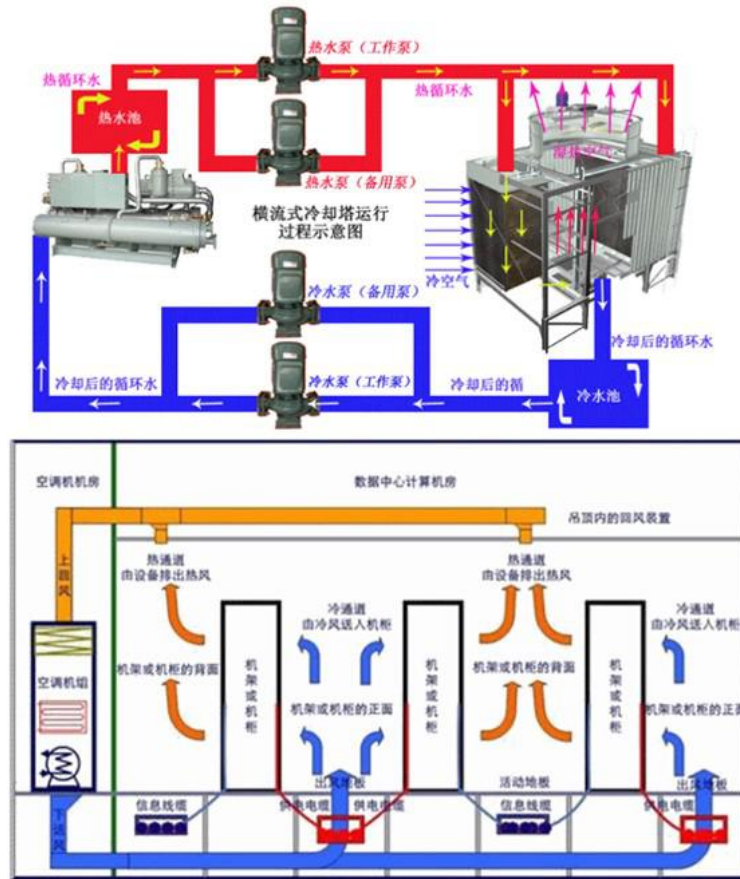 热水泵（工作泵）
热循环水
热循环水
热水池
湿热空气
热水泵（备用泵）
横流式冷却塔运行
过程示意图
冷空气
冷水泵（备用泵）
冷却后的循环水
冷却后的循环水
冷水泵（工作泵）
冷却后的循
冷水池
空调机机房
数据中心计算机房
吊顶内的回风装置
上回风
热通道
由设备排出热风
热通道
由设备排出热风
冷通道
由冷风送人机柜
冷通道
由冷风送人机柜
空调机组
机架或机柜的背面
机架或机柜
机架或机柜的正面
机架或机柜
机架或机柜的背面
机架或机柜
机架或机柜的正面
出风地板
活动地板
出风地板
下送风
信息线缆
供电电缆
供电电缆
信息线缆
供电电缆